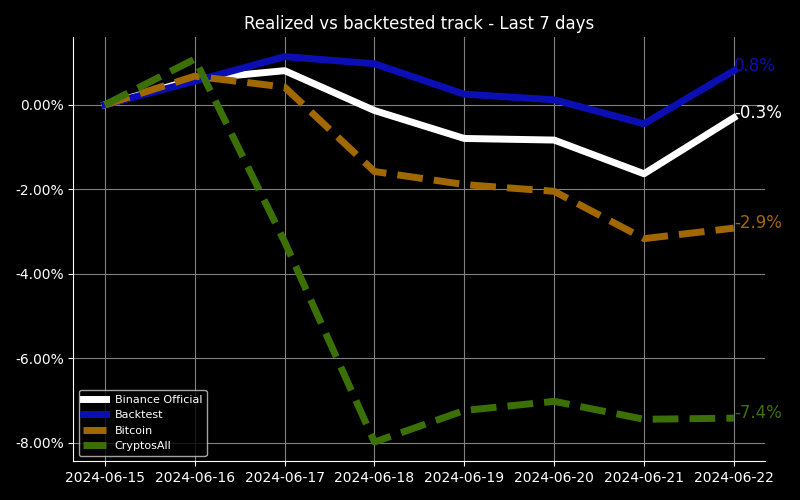 Realized vs backtested track - Last 7 days
0.8%
0.00%
-0.3%
-2.00%
-2.9%
-4.00%
-6.00%
Binance Official
Backtest
Bitcoin
CryptosAll
-7.4%
-8.00%
2024-06-15 2024-06-16 2024-06-17 2024-06-18 2024-06-19 2024-06-20 2024-06-21 2024-06-22